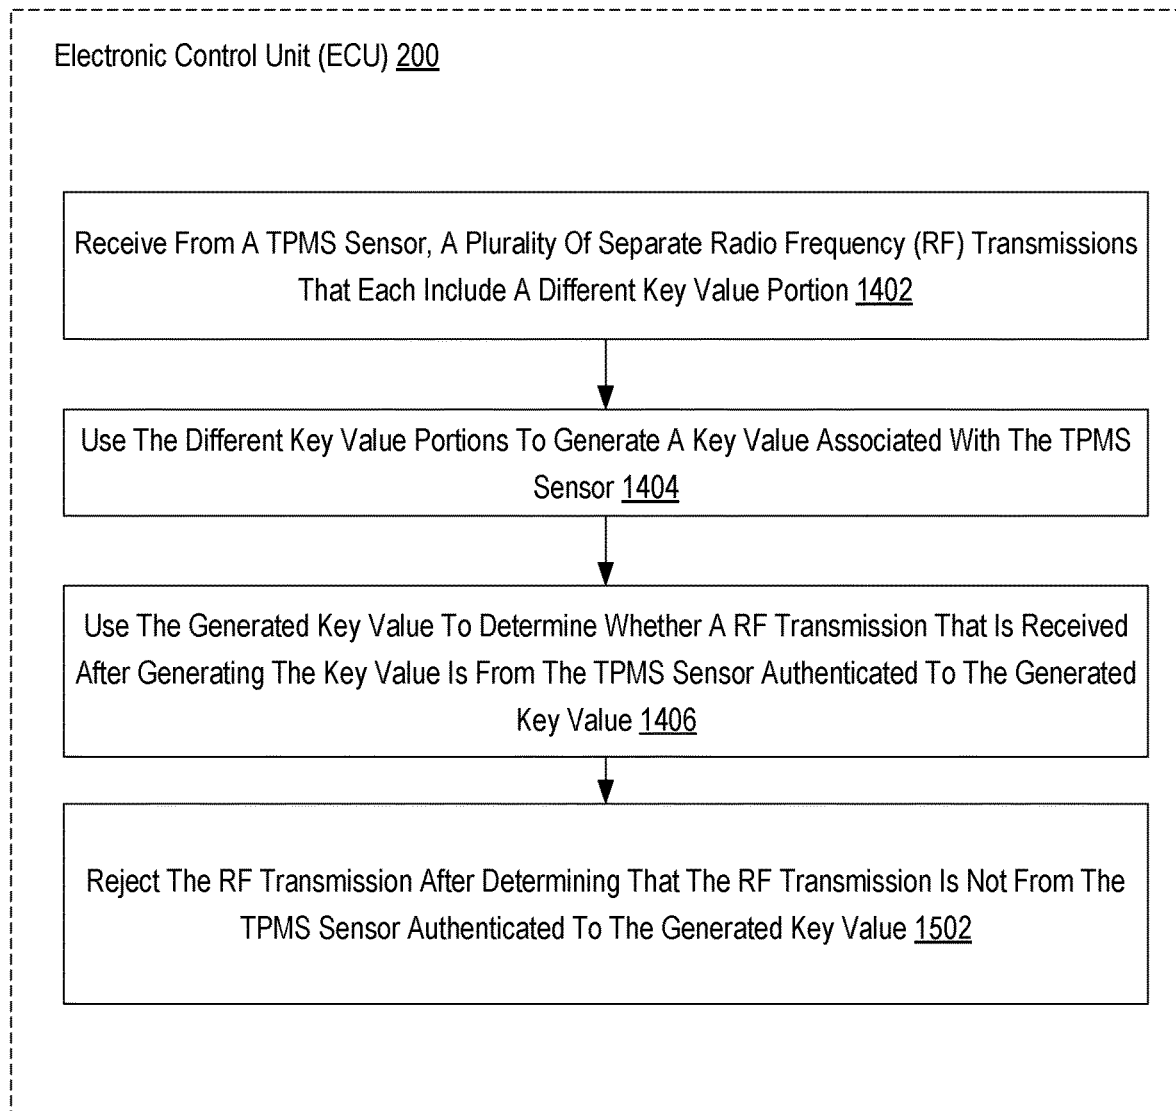 Electronic Control Unit (ECU) 200
Receive From A TPMS Sensor, A Plurality Of Separate Radio Frequency (RF) Transmissions
That Each Include A Different Key Value Portion 1402
Use The Different Key Value Portions To Generate A Key Value Associated With The TPMS
Sensor 1404
Use The Generated Key Value To Determine Whether A RF Transmission That Is Received
After Generating The Key Value Is From The TPMS Sensor Authenticated To The Generated
Key Value 1406
Reject The RF Transmission After Determining That The RF Transmission Is Not From The
TPMS Sensor Authenticated To The Generated Key Value 1502